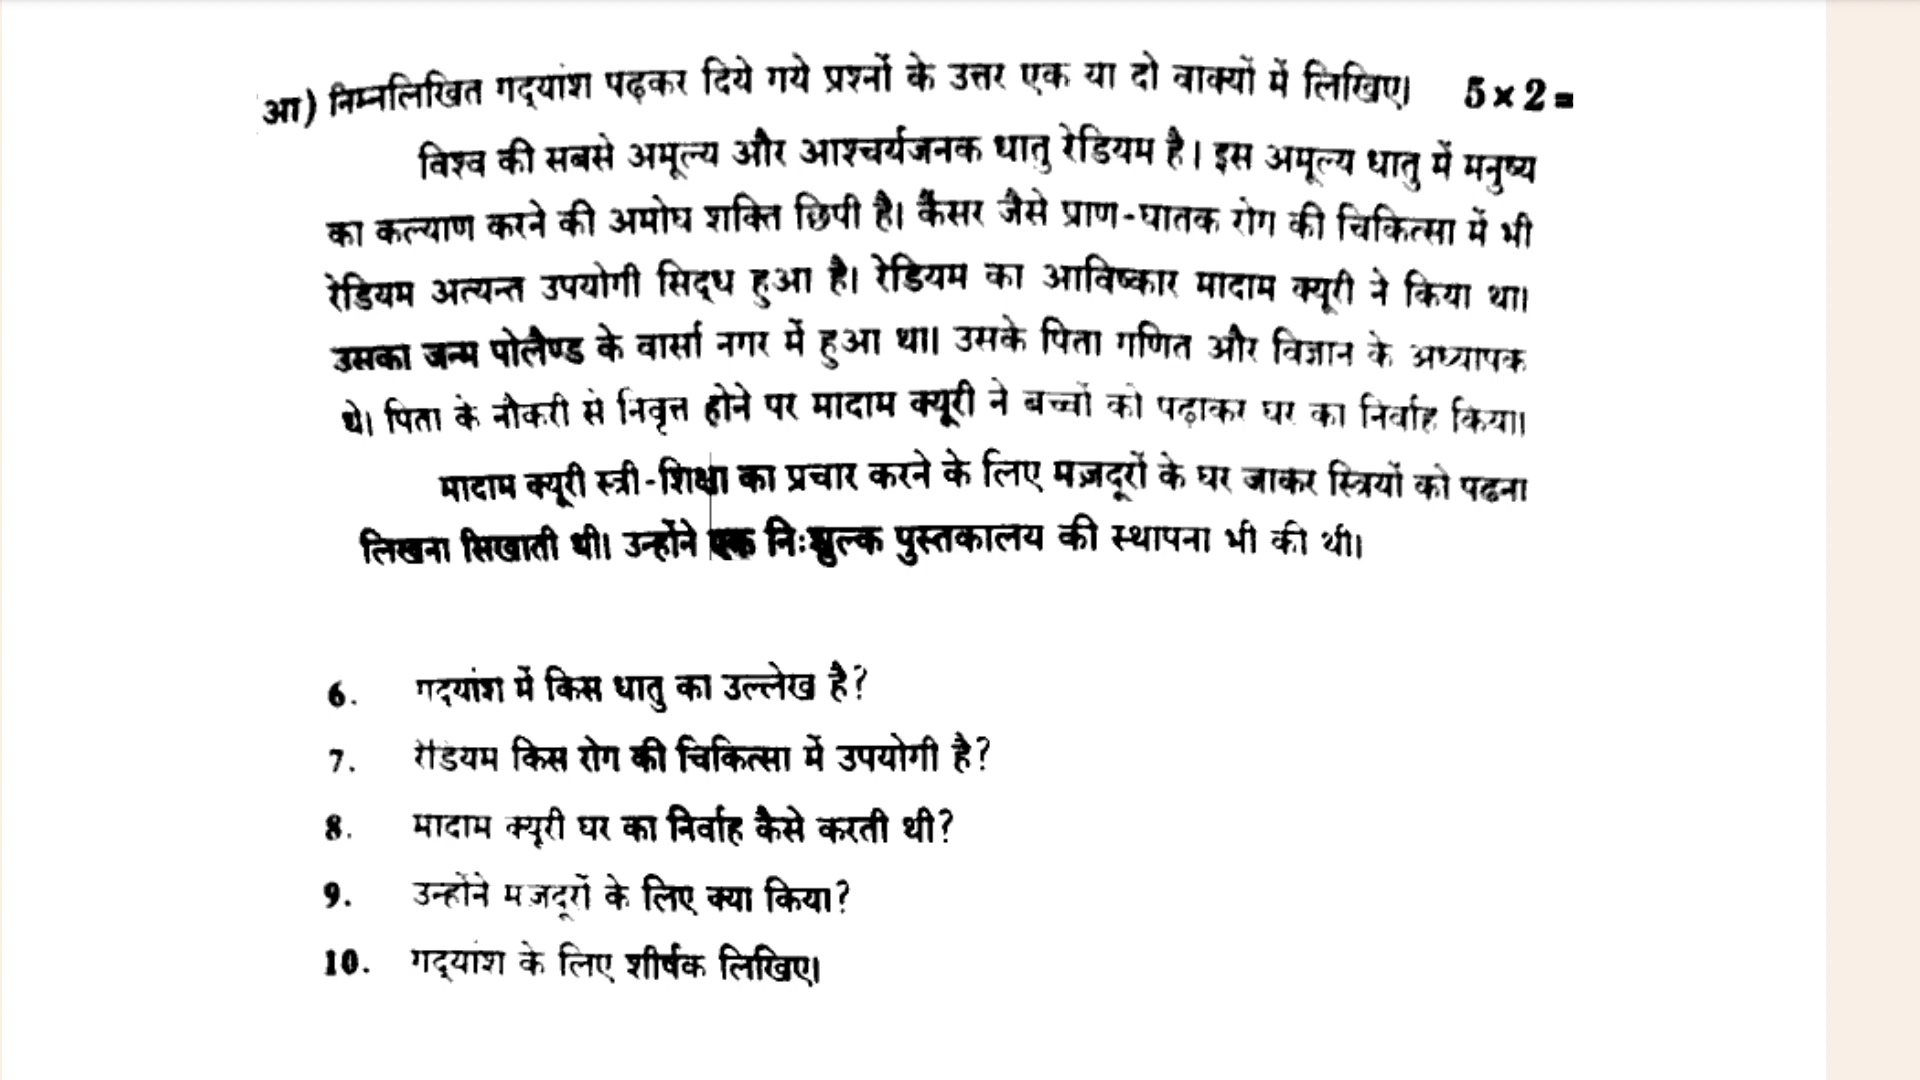 आ) निम्नलिखित गद्‌यांश पढ़कर दिये गये प्रश्नों के उत्तर एक या दो वाक्यों में लिखिए। 5 × 2 =
विश्व की सबसे अमूल्य और आश्चर्यजनक धातु रेडियम है। इस अमूल्य धातु में मनुष्य
का कल्याण करने की अमोघ शक्ति छिपी है। कैंसर जैसे प्राण-घातक रोग की चिकित्सा में भी
रेडियम अत्यन्त उपयोगी सिद्‌ध हुआ है। रेडियम का आविष्कार मादाम क्यूरी ने किया था।
उसका जन्म पोलैण्ड के वार्सा नगर में हुआ था। उसके पिता गणित और विज्ञान के अध्यापक
थे। पिता के नौकरी से निवृत्त होने पर मादाम क्यूरी ने बच्चों को पढ़ाकर घर का निर्वाह किया।
मादाम क्यूरी स्त्री-शिक्षा का प्रचार करने के लिए मज़दूरों के घर जाकर स्त्रियों को पढना
लिखना सिखाती थी। उन्होंने एक निःशुल्क पुस्तकालय की स्थापना भी की थी।
6. गद्‌यांश में किस धातु का उल्लेख है?
7. रेडियम किस रोग की चिकित्सा में उपयोगी है?
8. मादाम क्यूरी घर का निर्वाह कैसे करती थी?
9. उन्होंने मज़दूरों के लिए क्या किया?
10. गद्‌यांश के लिए शीर्षक लिखिए।